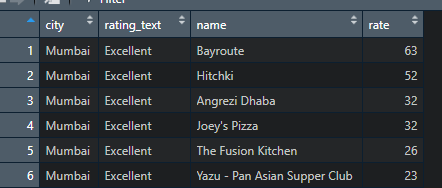 Filter
city rating_text name rate
1 Mumbai Excellent Bayroute 63
2 Mumbai Excellent Hitchki 52
3 Mumbai Excellent Angrezi Dhaba 32
4 Mumbai Excellent Joey's Pizza 32
5 Mumbai Excellent The Fusion Kitchen 26
6 Mumbai Excellent Yazu - Pan Asian Supper Club 23